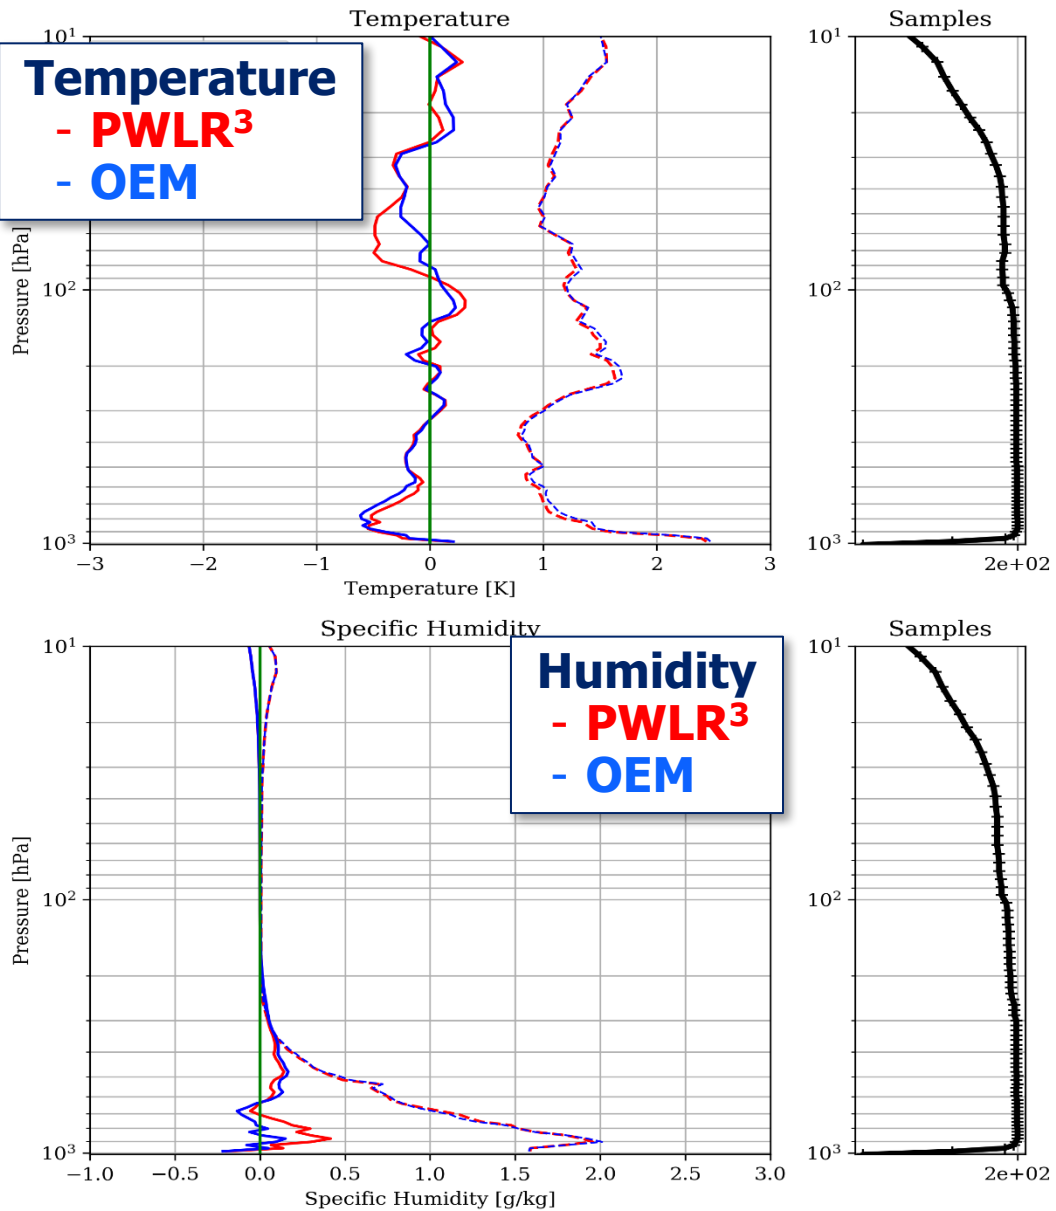 Temperature
Samples
10¹
10¹
Temperature
- PWLR³
- OEM
Pressure [hPa]
10²
10²
10³
10³
−3
−2
−1
0
1
2
3
2e+02
Temperature [K]
Specific Humidity
Samples
10¹
10¹
Humidity
- PWLR³
- OEM
Pressure [hPa]
10²
10²
10³
10³
−1.0
−0.5
0.0
0.5
1.0
1.5
2.0
2.5
3.0
2e+02
Specific Humidity [g/kg]